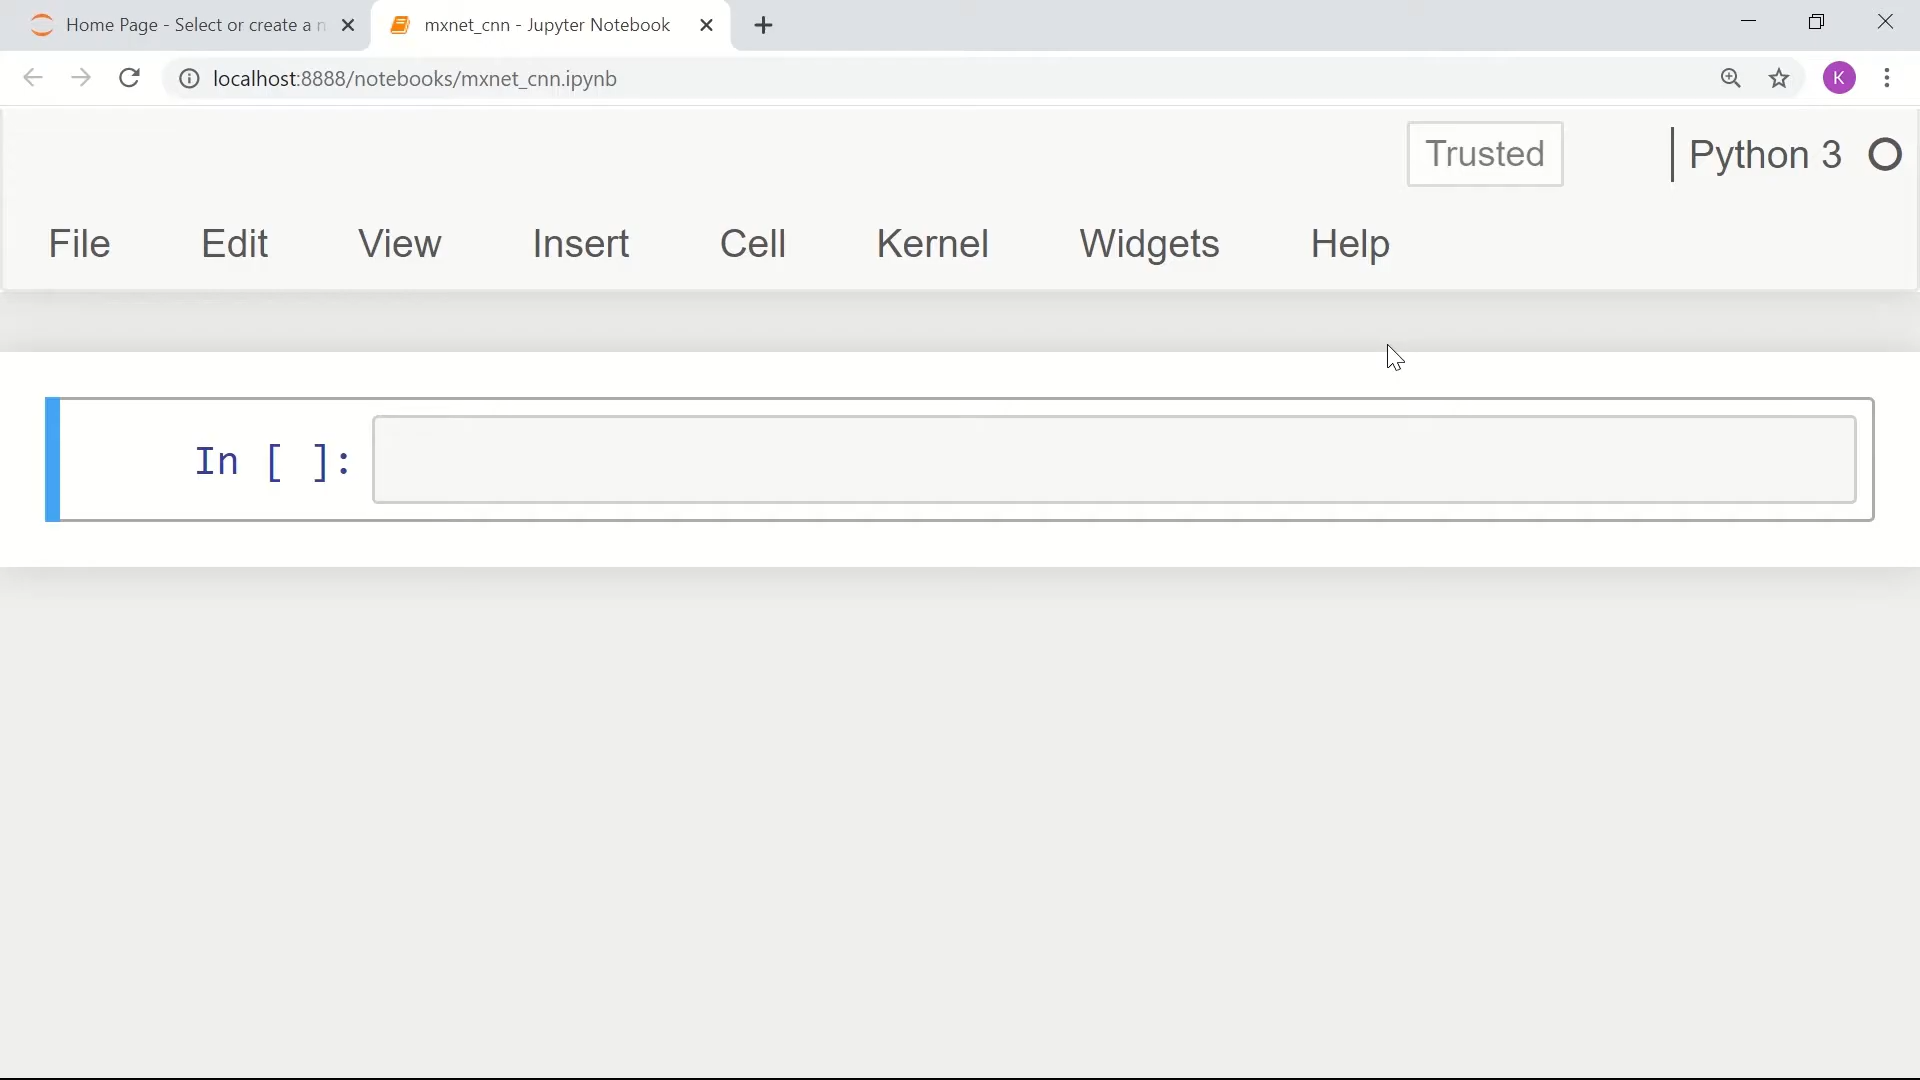 Home Page - Select or create a n
mxnet_cnn - Jupyter Notebook
localhost:8888/notebooks/mxnet_cnn.ipynb
K
Trusted
Python 3
File Edit View Insert Cell Kernel Widgets Help
In [ ]: